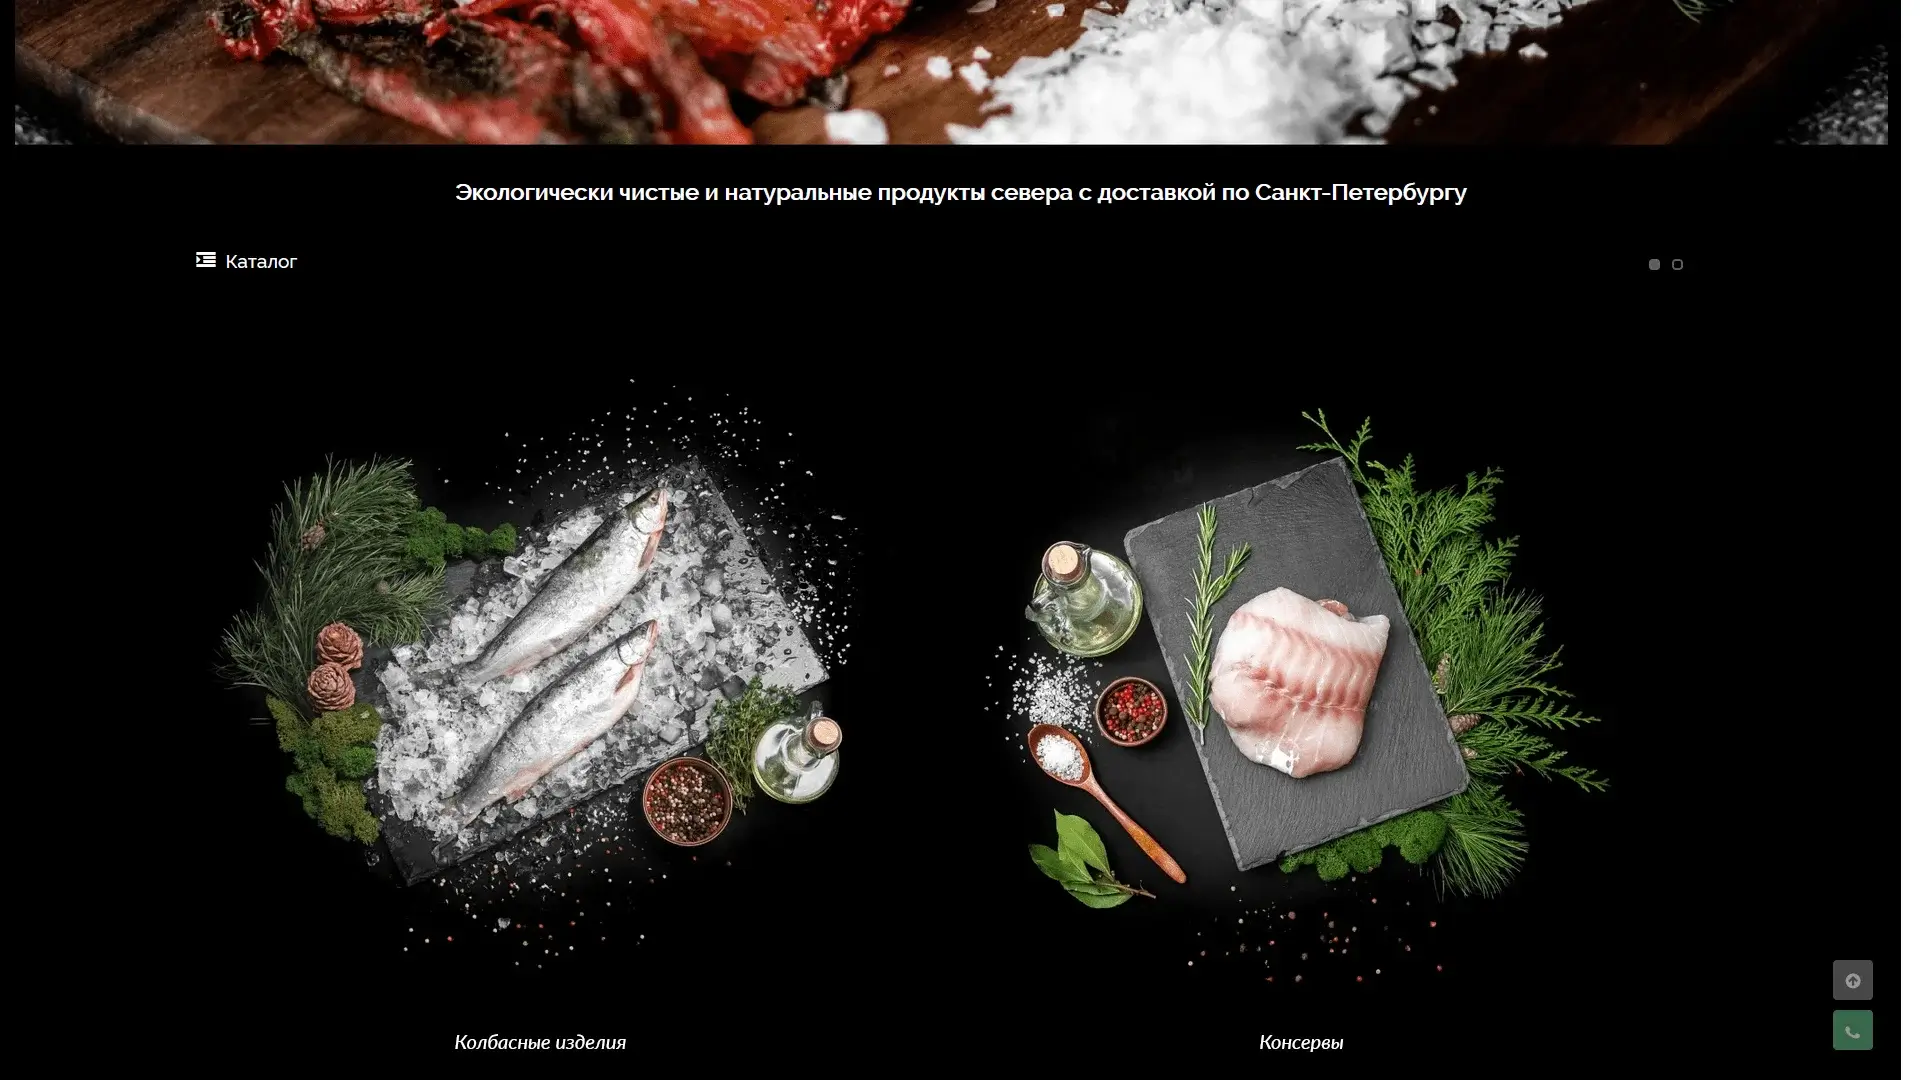 Экологически чистые и натуральные продукты севера с доставкой по Санкт-Петербургу
Каталог
Колбасные изделия
Консервы